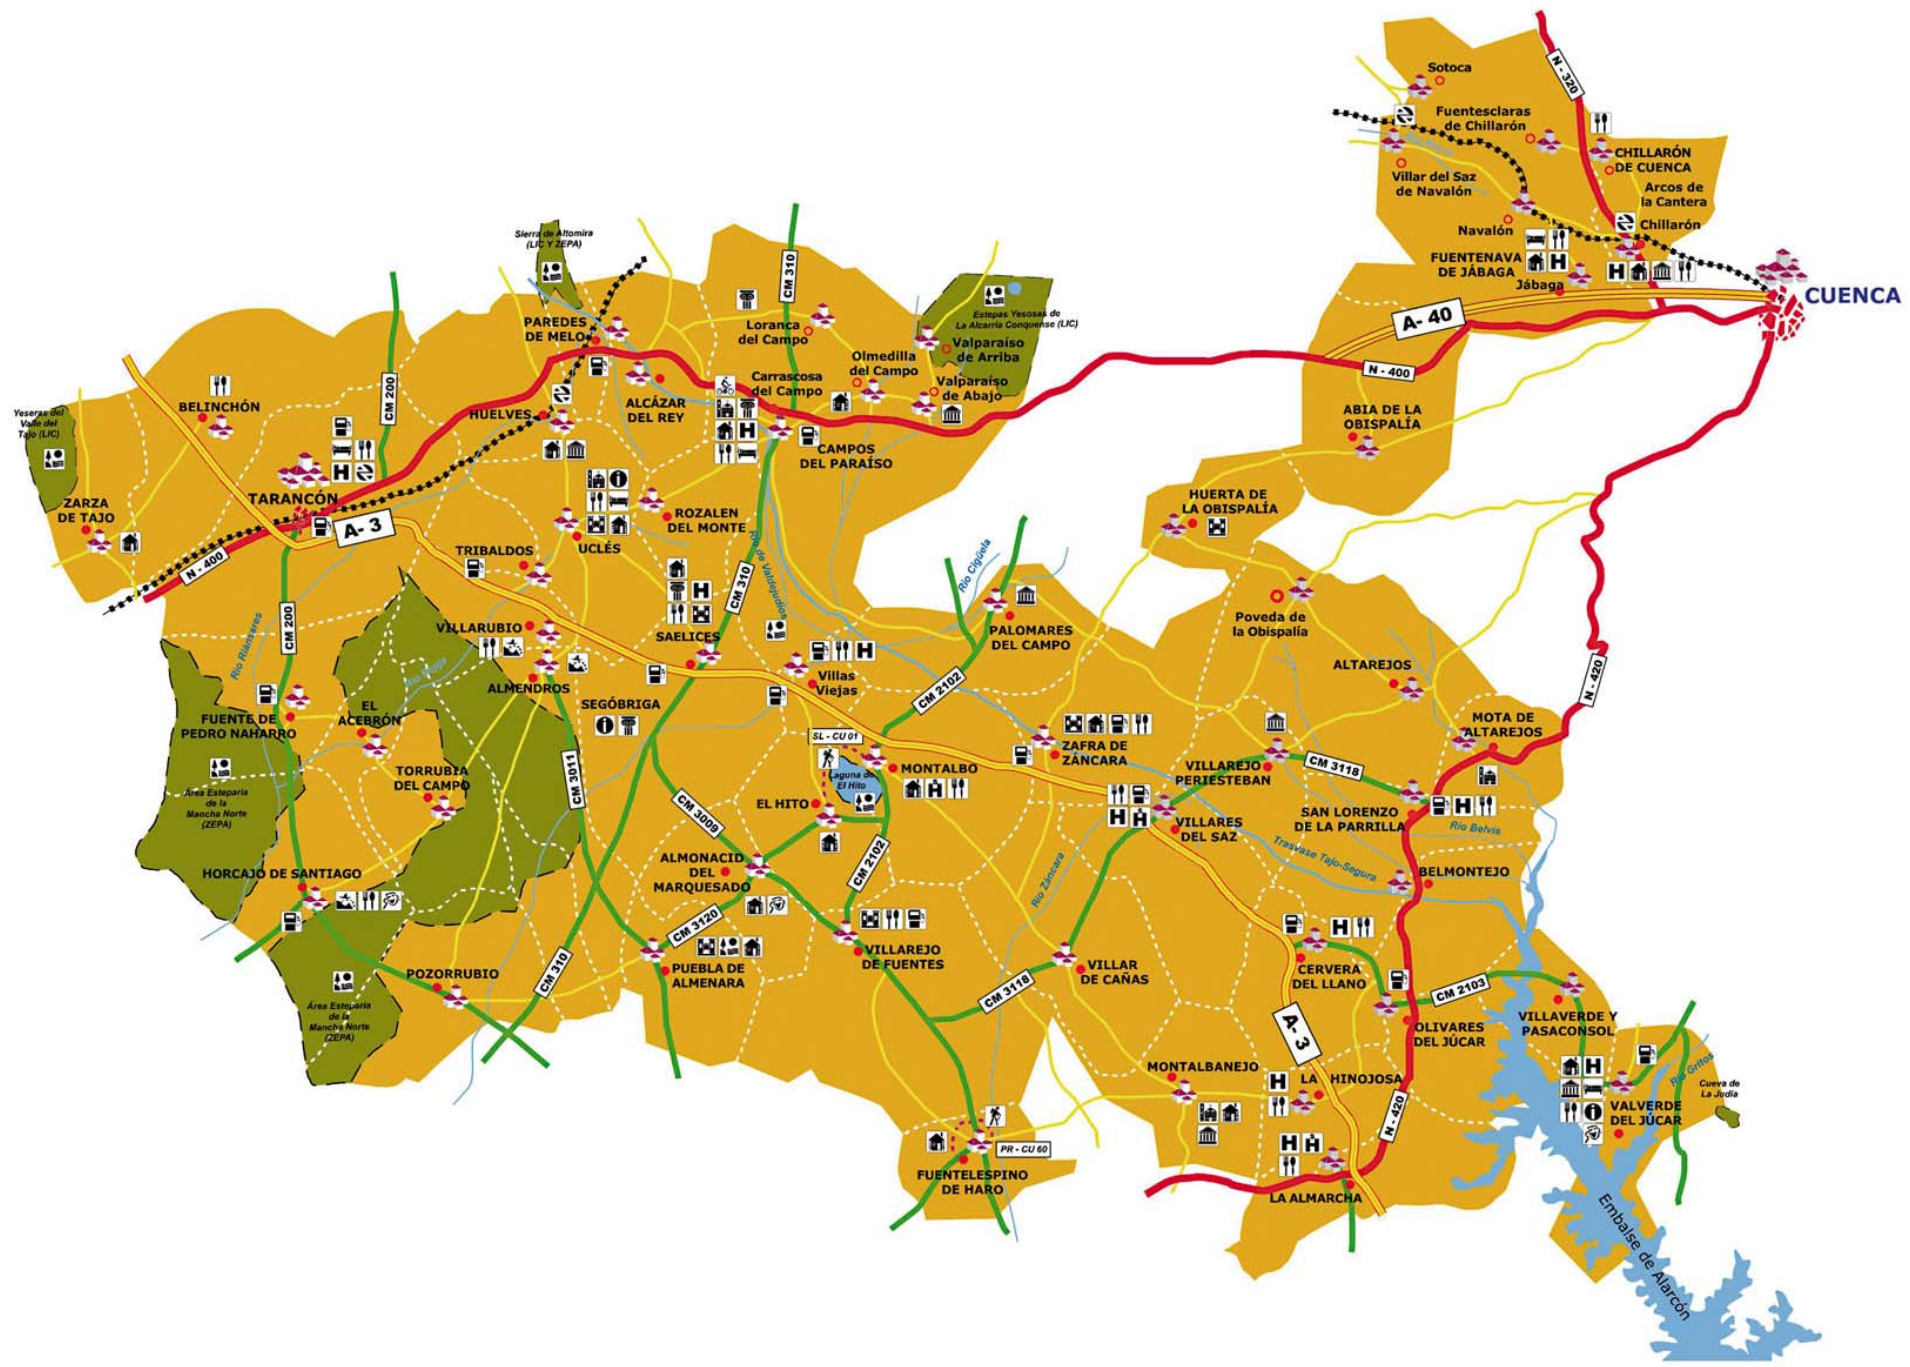 Sotoca
N - 320
Fuentesclaras
de Chillarón
CHILLARÓN
DE CUENCA
Villar del Saz
de Navalón
Arcos de
la Cantera
Navalón
Chillarón
FUENTENAVA
DE JÁBAGA
Jábaga
CUENCA
A- 40
N - 400
ABIA DE LA
OBISPALÍA
Sierra de Altomira
(LIC Y ZEPA)
CM 310
PAREDES
DE MELO
Loranca
del Campo
Estepas Yesosas de
La Alcarria Conquense (LIC)
Valparaíso
de Arriba
Olmedilla
del Campo
Carrascosa
del Campo
Valparaíso
de Abajo
CM 200
BELINCHÓN
HUELVES
ALCÁZAR
DEL REY
CAMPOS
DEL PARAÍSO
Yeseras del
Valle del
Tajo (LIC)
ZARZA
DE TAJO
TARANCÓN
A- 3
N - 400
ROZALEN
DEL MONTE
UCLÉS
TRIBALDOS
HUERTA DE
LA OBISPALÍA
Río de Valdejudíos
Río Cigüela
CM 310
CM 200
Río Riánsares
VILLARUBIO
SAELICES
PALOMARES
DEL CAMPO
Poveda de
la Obispalía
ALMENDROS
Villas
Viejas
CM 2102
ALTAREJOS
N - 420
SEGÓBRIGA
EL
ACEBRÓN
FUENTE DE
PEDRO NAHARRO
MOTA DE
ALTAREJOS
SL - CU 01
ZAFRA DE
ZÁNCARA
VILLAREJO
PERIESTEBAN
CM 3118
MONTALBO
Laguna de
El Hito
TORRUBIA
DEL CAMPO
CM 3011
Área Esteparia
de la
Mancha Norte
(ZEPA)
EL HITO
CM 3009
VILLARES
DEL SAZ
SAN LORENZO
DE LA PARRILLA
Río Belvis
Trasvase Tajo-Segura
HORCAJO DE SANTIAGO
ALMONACID
DEL
MARQUESADO
CM 2102
Río Záncara
BELMONTEJO
CM 3120
VILLAREJO
DE FUENTES
POZORRUBIO
CM 310
PUEBLA DE
ALMENARA
VILLAR
DE CAÑAS
CM 3118
CERVERA
DEL LLANO
CM 2103
Área Esteparia
de la
Mancha Norte
(ZEPA)
A- 3
OLIVARES
DEL JÚCAR
VILLAVERDE Y
PASACONSOL
MONTALBANEJO
LA HINOJOSA
N - 420
Río Gritos
Cueva de
La Judía
VALVERDE
DEL JÚCAR
PR - CU 60
FUENTELESPINO
DE HARO
LA ALMARCHA
Embalse de Alarcón